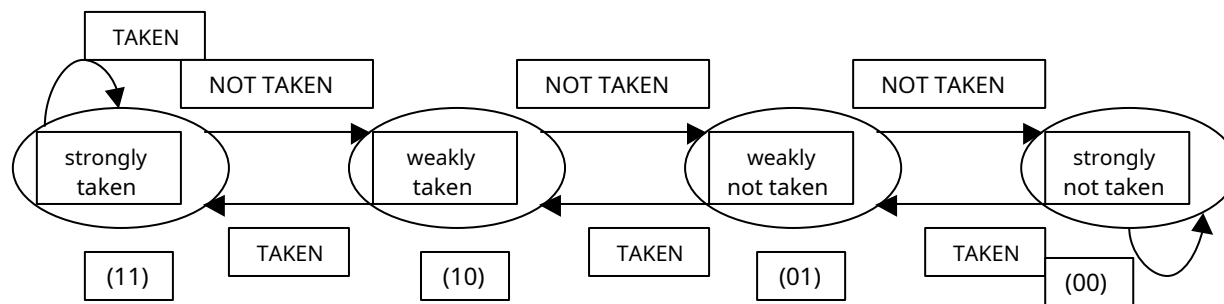 TAKEN
NOT TAKEN
NOT TAKEN
NOT TAKEN
strongly
taken
weakly
taken
weakly
not taken
strongly
not taken
TAKEN
TAKEN
TAKEN
(11)
(10)
(01)
(00)